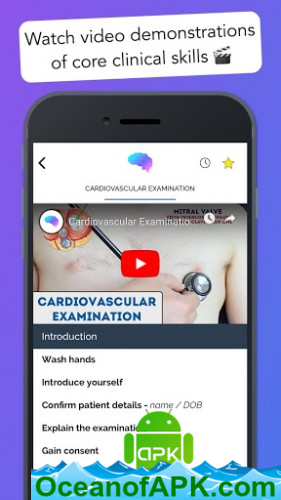 Watch video demonstrations
of core clinical skills
CARDIOVASCULAR EXAMINATION
Cardiovascular Examinatio
MITRAL VALVE
CARDIOVASCULAR
EXAMINATION
Introduction
Wash hands
Introduce yourself
Confirm patient details - name / DOB
Explain the examinatio
Gain consent
APK
OceanofAPK.com